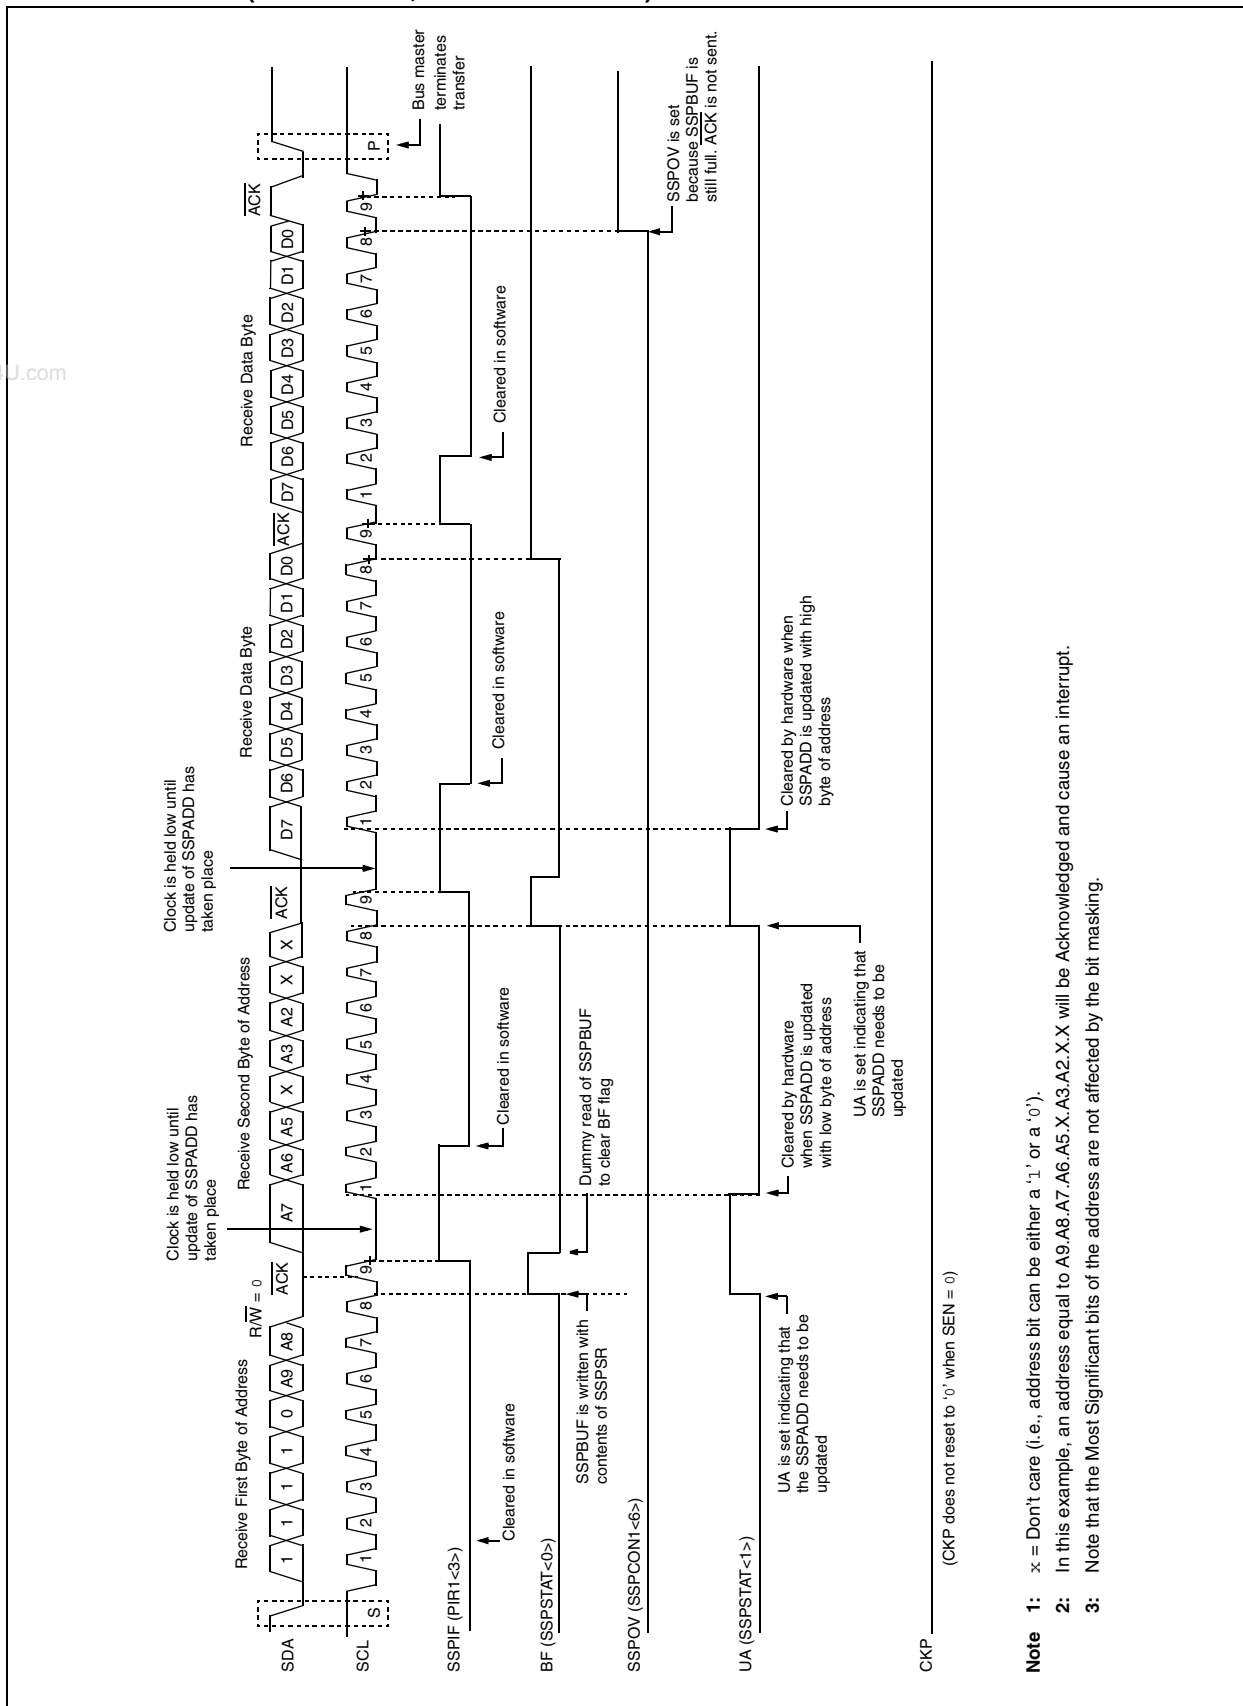 Receive First Byte of Address
R/W = 0
ACK
Clock is held low until
update of SSPADD has
taken place
Receive Second Byte of Address
ACK
Clock is held low until
update of SSPADD has
taken place
Receive Data Byte
ACK
Receive Data Byte
ACK
SDA
1 1 1 1 0 A9 A8 A7 A6 A5 X A3 A2 X X D7 D6 D5 D4 D3 D2 D1 D0 D7 D6 D5 D4 D3 D2 D1 D0
SCL
S 1 2 3 4 5 6 7 8 9 1 2 3 4 5 6 7 8 9 1 2 3 4 5 6 7 8 9 1 2 3 4 5 6 7 8 9 P
Bus master
terminates
transfer
SSPIF (PIR1<3>)
Cleared in software
Cleared in software
Cleared in software
Cleared in software
BF (SSPSTAT<0>)
SSPBUF is written with
contents of SSPSR
Dummy read of SSPBUF
to clear BF flag
SSPOV (SSPCON1<6>)
SSPOV is set
because SSPBUF is
still full. ACK is not sent.
UA (SSPSTAT<1>)
UA is set indicating that
the SSPADD needs to be
updated
Cleared by hardware
when SSPADD is updated
with low byte of address
UA is set indicating that
SSPADD needs to be
updated
Cleared by hardware when
SSPADD is updated with high
byte of address
CKP
(CKP does not reset to ‘0’ when SEN = 0)
Note 1: x = Don't care (i.e., address bit can be either a ‘1’ or a ‘0’).
2: In this example, an address equal to A9.A8.A7.A6.A5.X.A3.A2.X.X will be Acknowledged and cause an interrupt.
3: Note that the Most Significant bits of the address are not affected by the bit masking.
U.com